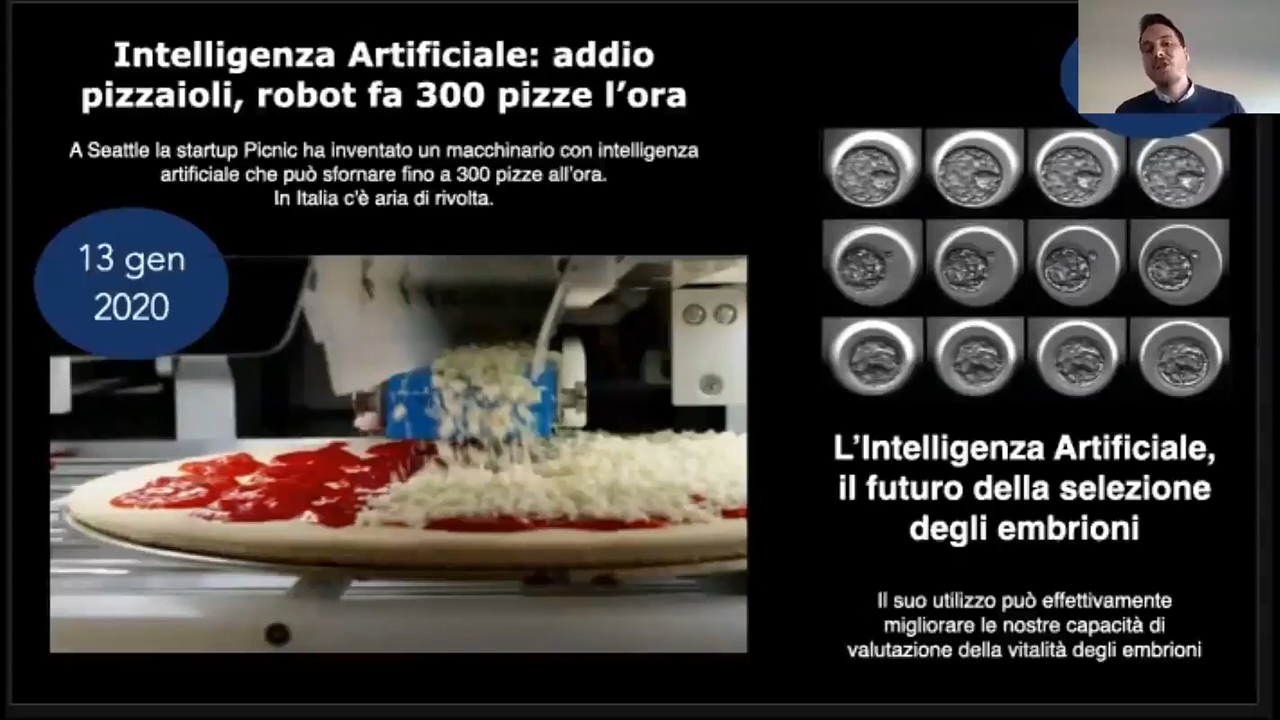 Intelligenza Artificiale: addio
pizzaioli, robot fa 300 pizze l’ora
A Seattle la startup Picnic ha inventato un macchinario con intelligenza
artificiale che può sfornare fino a 300 pizze all'ora.
In Italia c'è aria di rivolta.
13 gen
2020
L’Intelligenza Artificiale,
il futuro della selezione
degli embrioni
Il suo utilizzo può effettivamente
migliorare le nostre capacità di
valutazione della vitalità degli embrioni